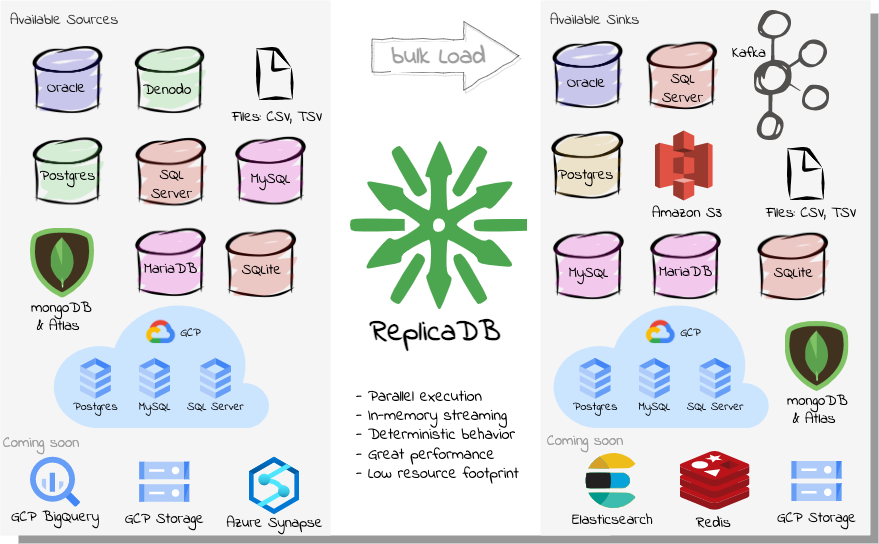 Available Sources
Oracle
Denodo
Files: CSV, TSV
Postgres
SQL
Server
MySQL
mongoDB
& Atlas
MariaDB
SQLite
GCP
Postgres
MySQL
SQL Server
Coming soon
GCP BigQuery
GCP Storage
Azure Synapse
bulk Load
ReplicaDB
- Parallel execution
- In-memory streaming
- Deterministic behavior
- Great performance
- Low resource footprint
Available Sinks
Oracle
SQL
Server
Kafka
Postgres
Amazon S3
Files: CSV, TSV
MySQL
MariaDB
SQLite
GCP
Postgres
MySQL
SQL Server
mongoDB
& Atlas
Coming soon
Elasticsearch
Redis
GCP Storage